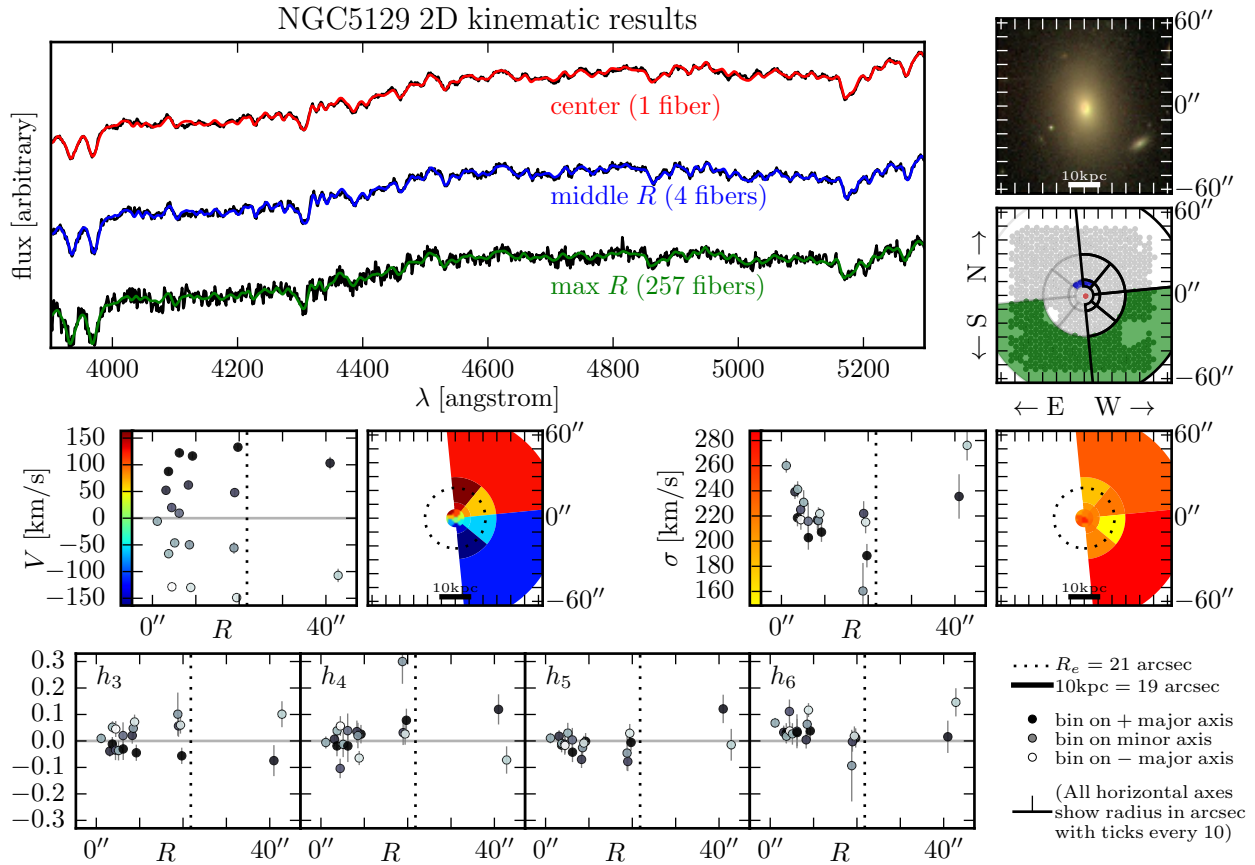 NGC5129 2D kinematic results
flux [arbitrary]
center (1 fiber)
middle R (4 fibers)
max R (257 fibers)
4000 4200 4400 4600 4800 5000 5200
λ [angstrom]
60′′
0′′
−60′′
10kpc
60′′
0′′
−60′′
← S N →
← E W →
V [km/s]
150
100
50
0
−50
−100
−150
0′′ R 40′′
60′′
0′′
−60′′
10kpc
σ [km/s]
280
260
240
220
200
180
160
0′′ R 40′′
60′′
0′′
−60′′
10kpc
0.3
0.2
0.1
0.0
−0.1
−0.2
−0.3
h3 h4 h5 h6
0′′ R 40′′ 0′′ R 40′′ 0′′ R 40′′ 0′′ R 40′′
Re = 21 arcsec
10kpc = 19 arcsec
bin on + major axis
bin on minor axis
bin on − major axis
(All horizontal axes
show radius in arcsec
with ticks every 10)